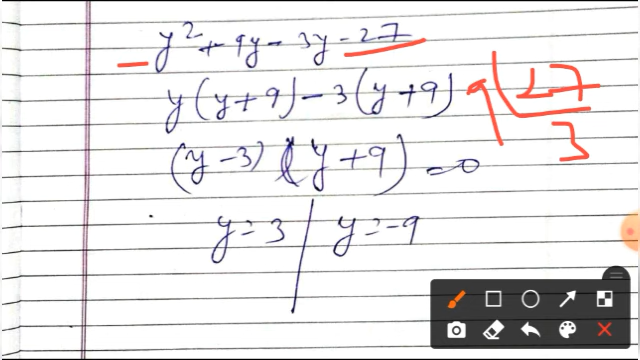 y² + 9y - 3y - 27
y(y+9) - 3(y+9) 9 | 27
3
(y-3) (y+9) = 0
y = 3 | y = -9